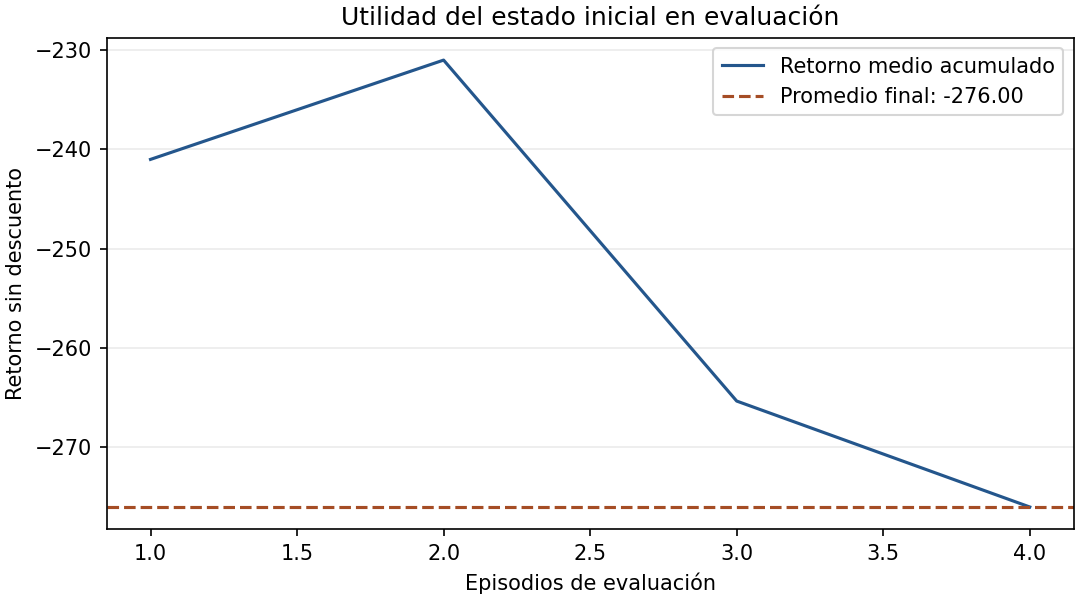 Utilidad del estado inicial en evaluación
Retorno medio acumulado
Promedio final: -276.00
Retorno sin descuento
−230
−240
−250
−260
−270
1.0 1.5 2.0 2.5 3.0 3.5 4.0
Episodios de evaluación